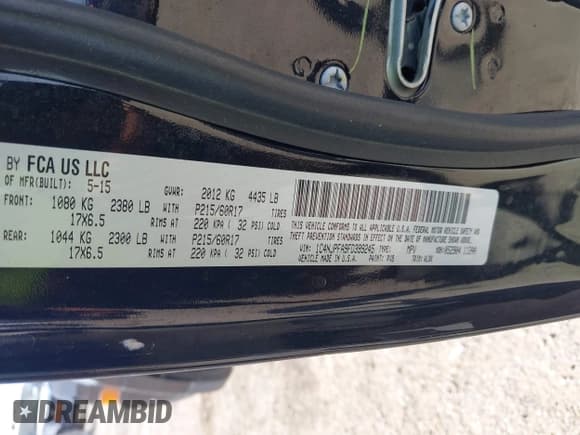 BY FCA US LLC
OF MFR(BUILT): 5-15 GVWR: 2012 KG 4435 LB
FRONT: 1080 KG 2380 LB WITH P215/60R17 TIRES
17X6.5 RIMS AT 220 KPA ( 32 PSI) COLD
REAR: 1044 KG 2300 LB WITH P215/60R17 TIRES
17X6.5 RIMS AT 220 KPA ( 32 PSI) COLD
THIS VEHICLE CONFORMS TO ALL APPLICABLE U.S.A. FEDERAL MOTOR VEHICLE SAFETY AND
THEFT PREVENTION STANDARDS IN EFFECT ON THE DATE OF MANUFACTURE SHOWN ABOVE.
VIN: TYPE: MPV
VEHICLE MADE IN U.S.A. PAINT: TRIM:
DREAMBID